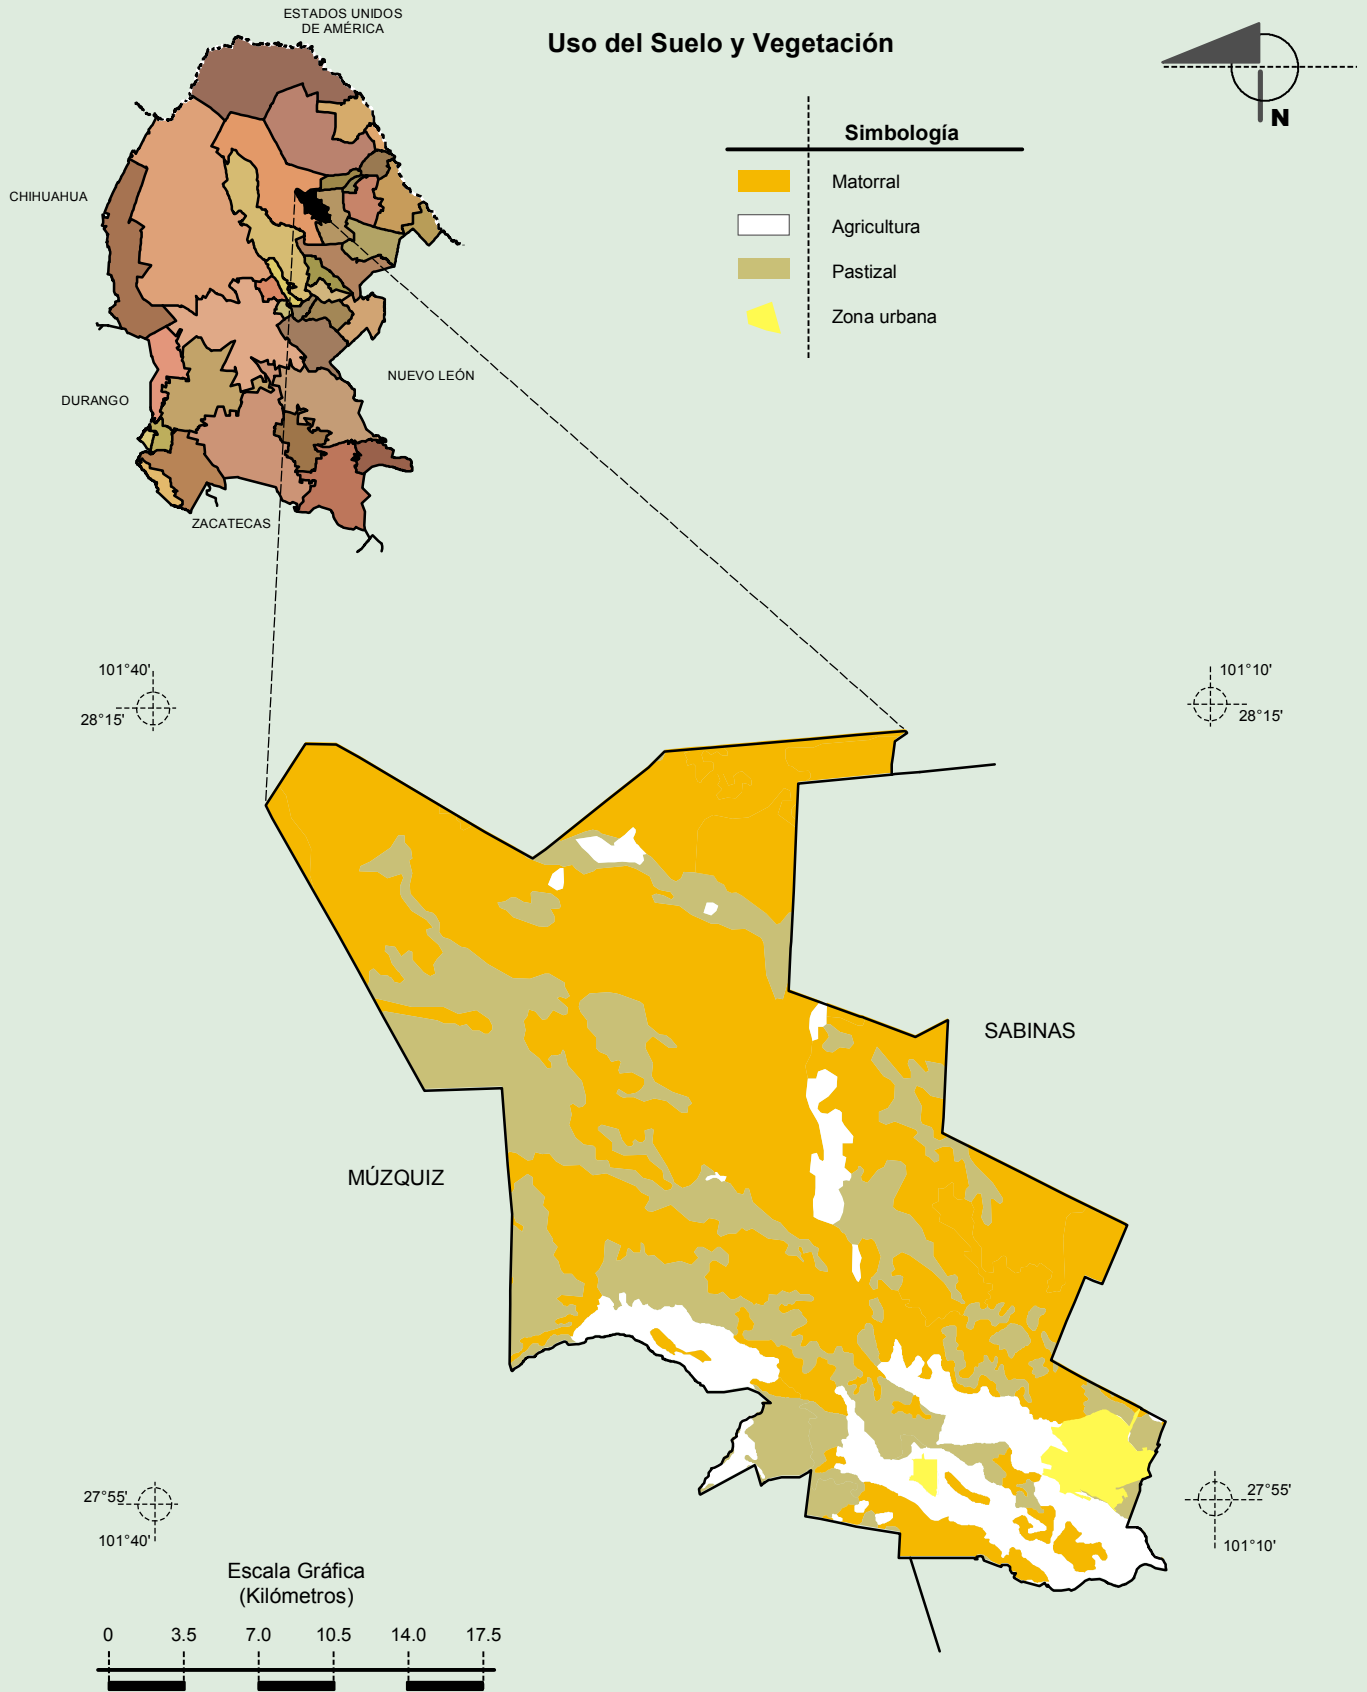 ESTADOS UNIDOS
DE AMÉRICA
Uso del Suelo y Vegetación
N
Simbología
Matorral
Agricultura
Pastizal
Zona urbana
CHIHUAHUA
NUEVO LEÓN
DURANGO
ZACATECAS
101°40'
28°15'
101°10'
28°15'
SABINAS
MÚZQUIZ
27°55'
101°40'
27°55'
101°10'
Escala Gráfica
(Kilómetros)
0 3.5 7.0 10.5 14.0 17.5